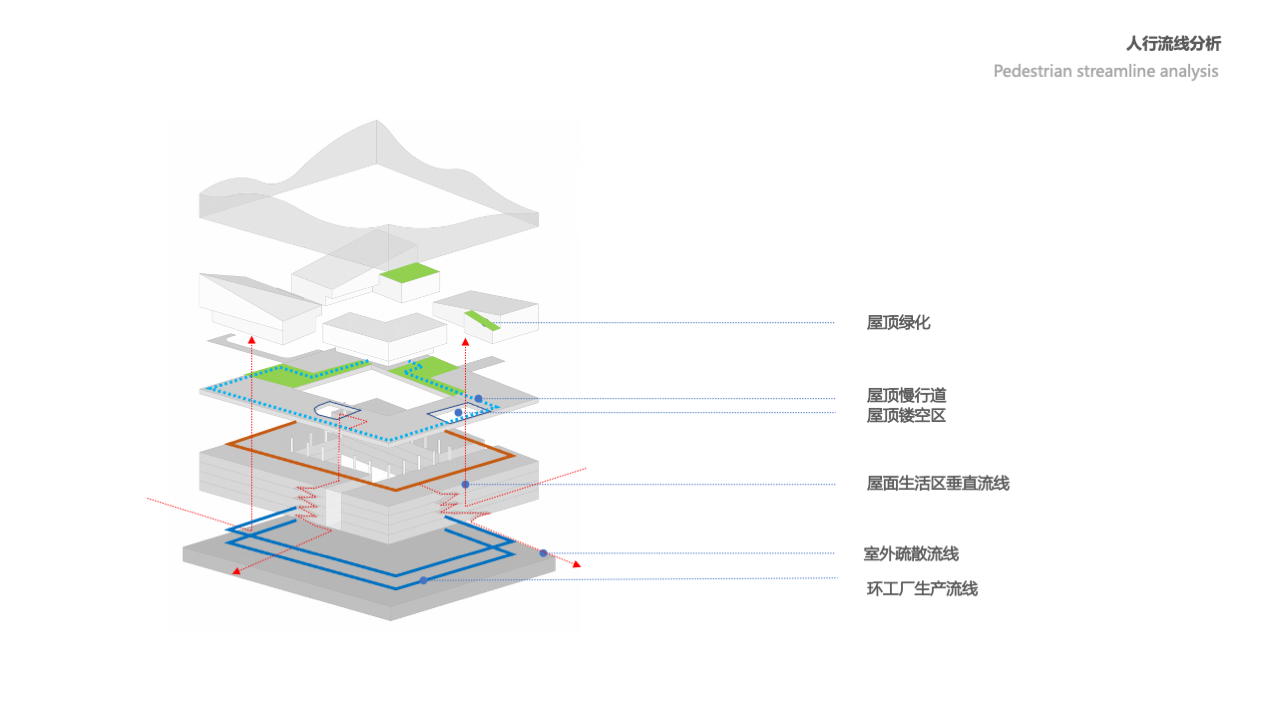 人行流线分析
Pedestrian streamline analysis
屋顶绿化
屋顶慢行道
屋顶镂空区
屋面生活区垂直流线
室外疏散流线
环工厂生产流线